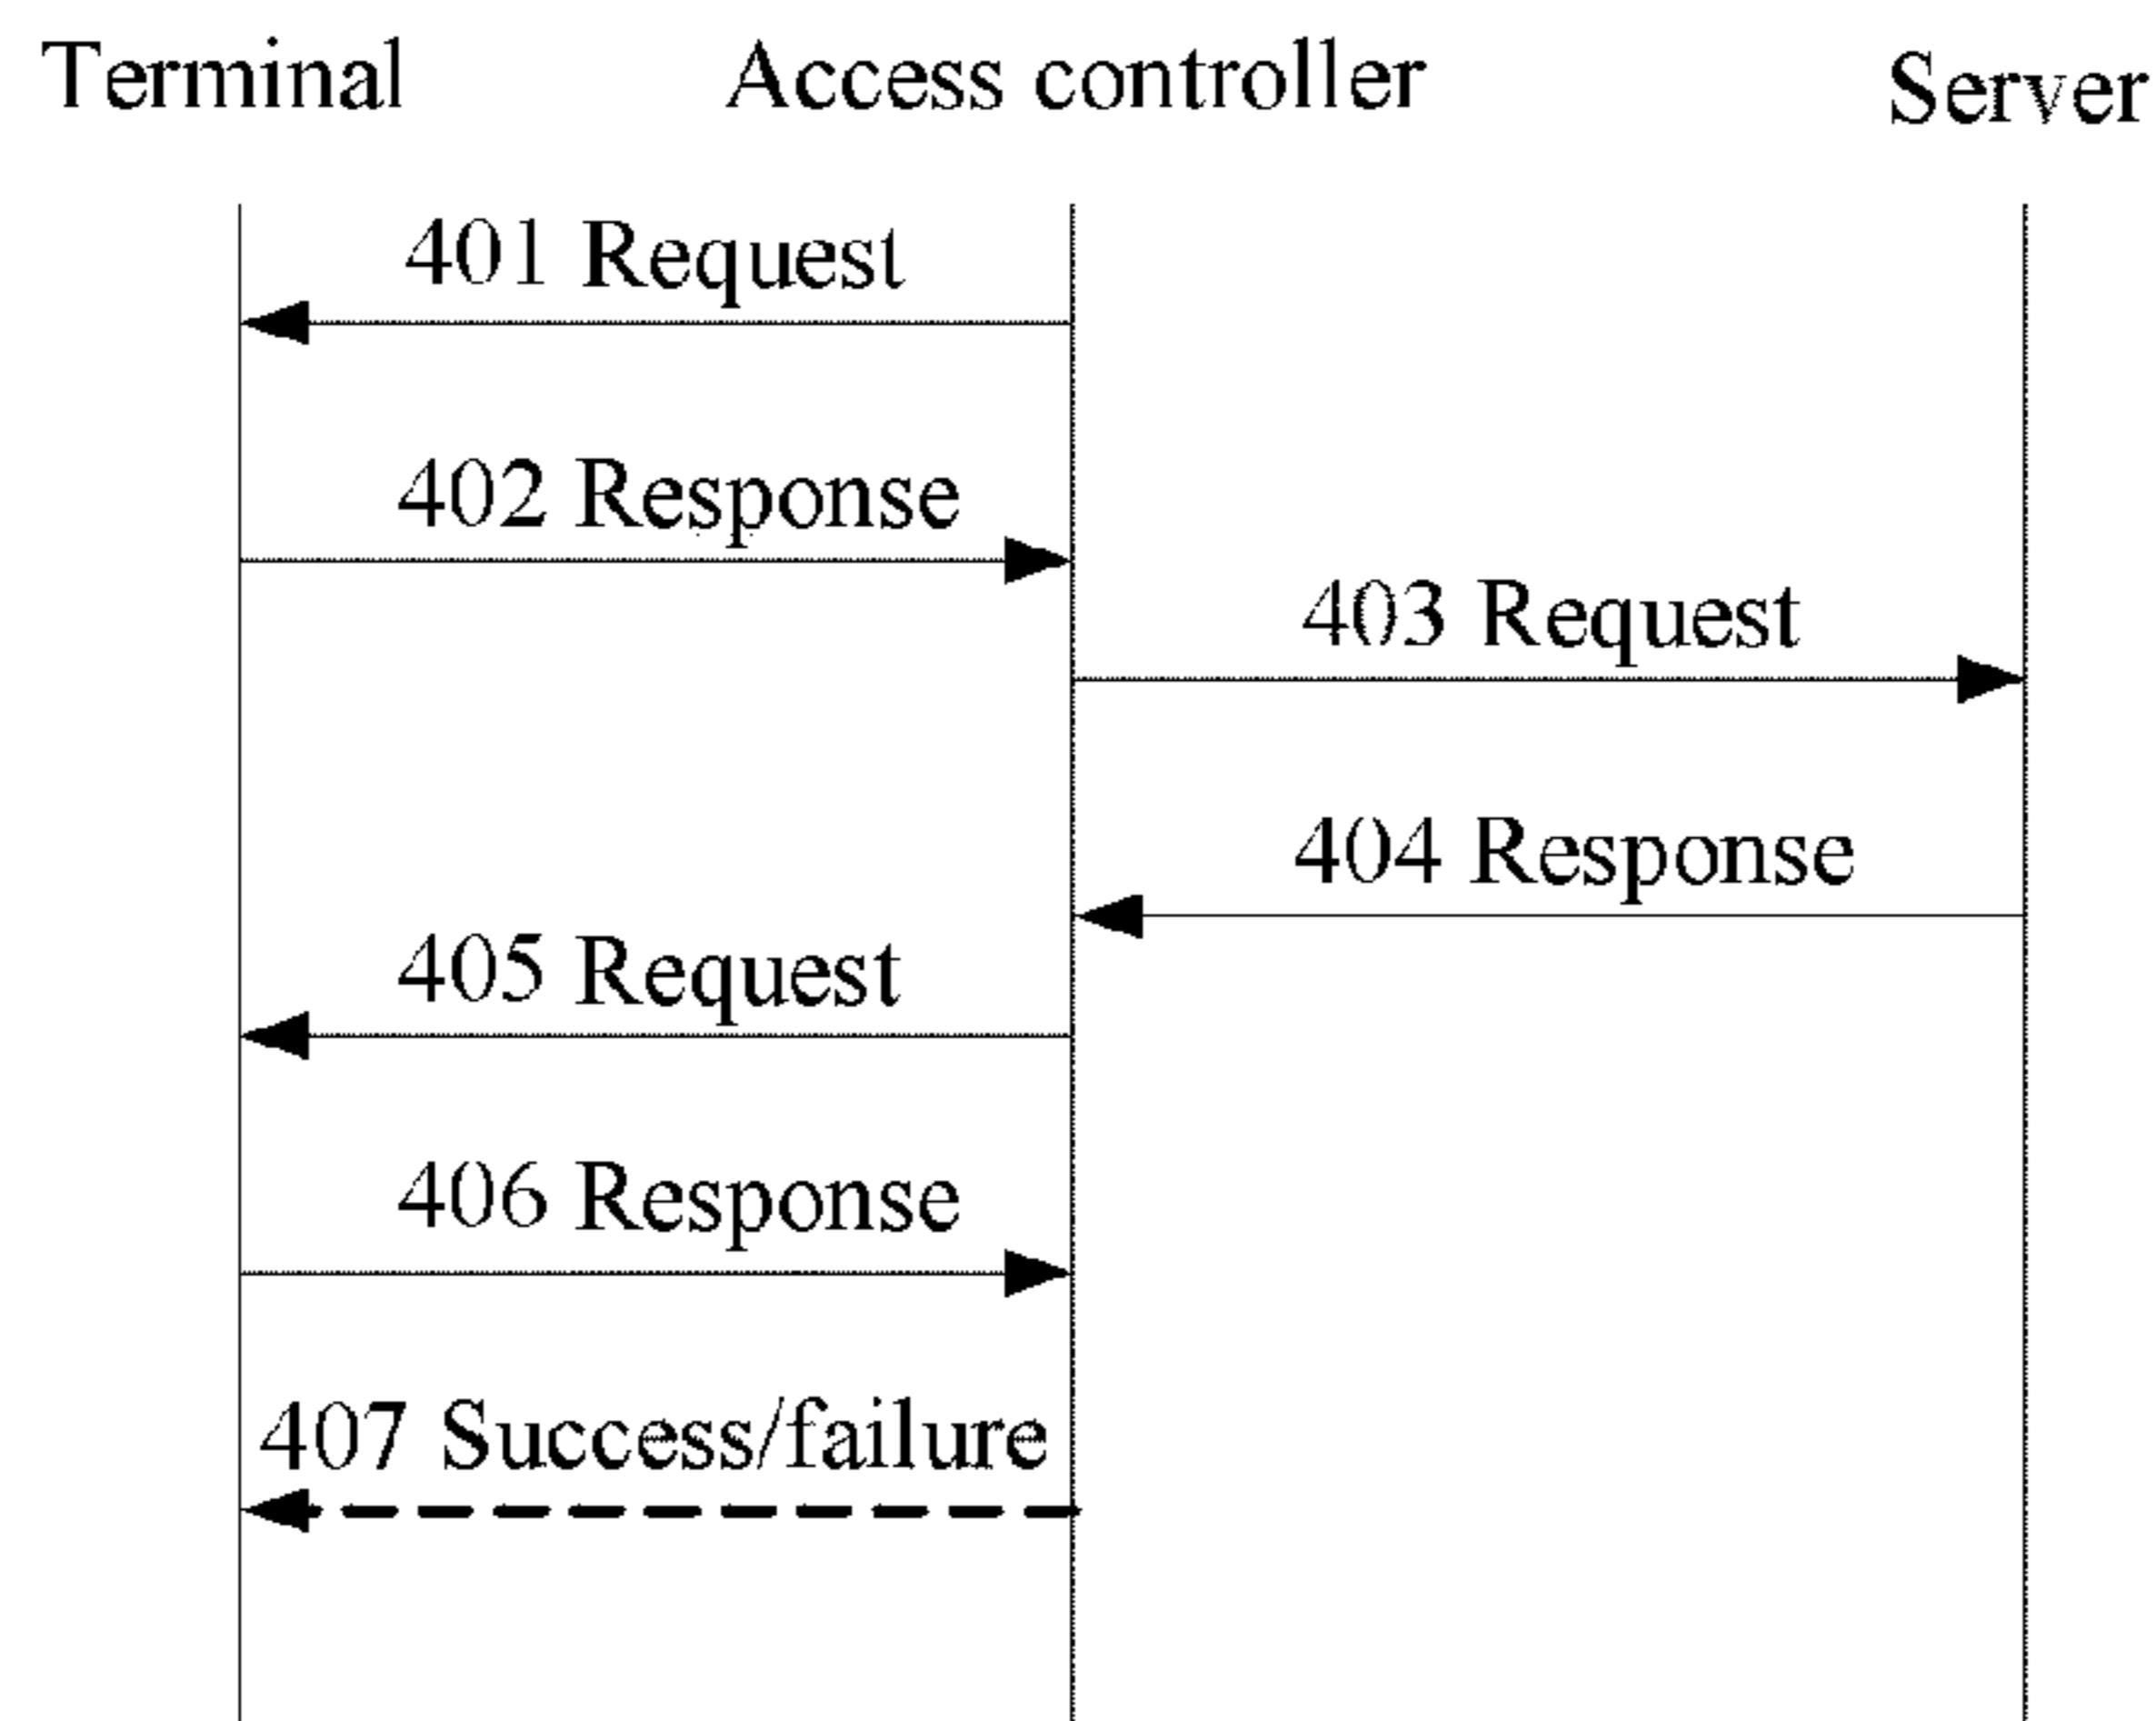 Terminal Access controller Server
401 Request
402 Response
403 Request
404 Response
405 Request
406 Response
407 Success/failure